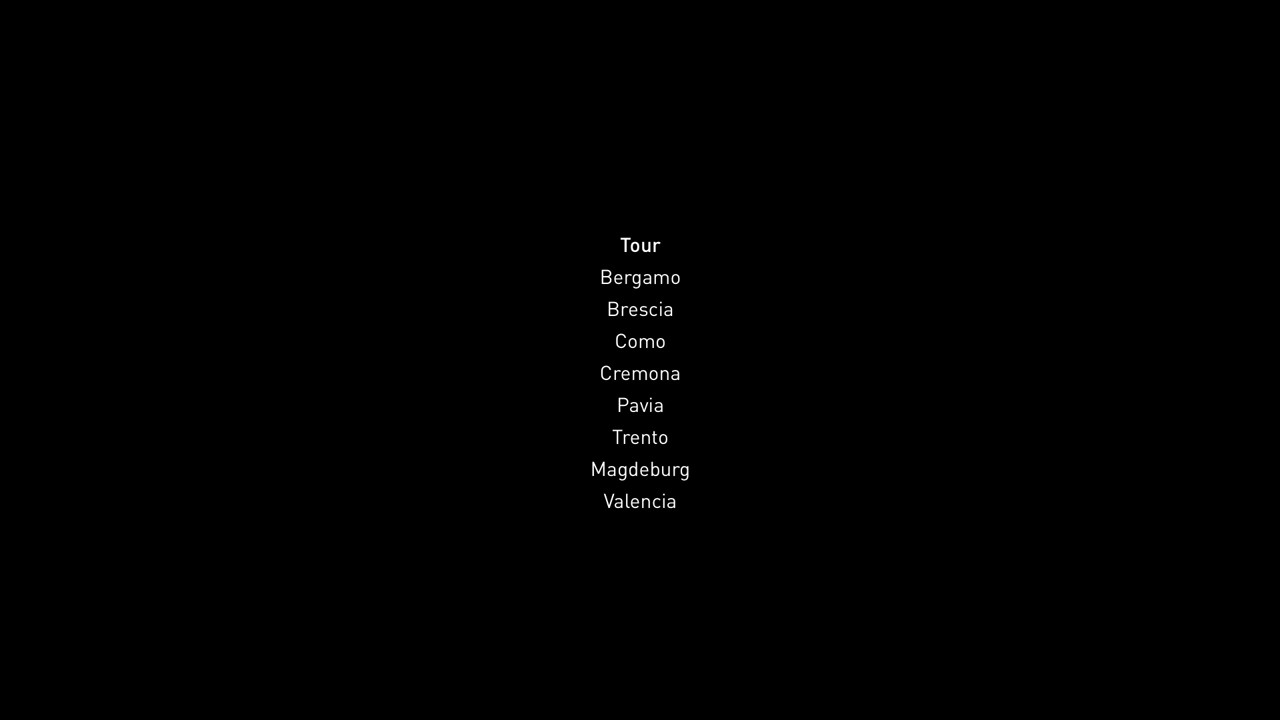 Tour
Bergamo
Brescia
Como
Cremona
Pavia
Trento
Magdeburg
Valencia